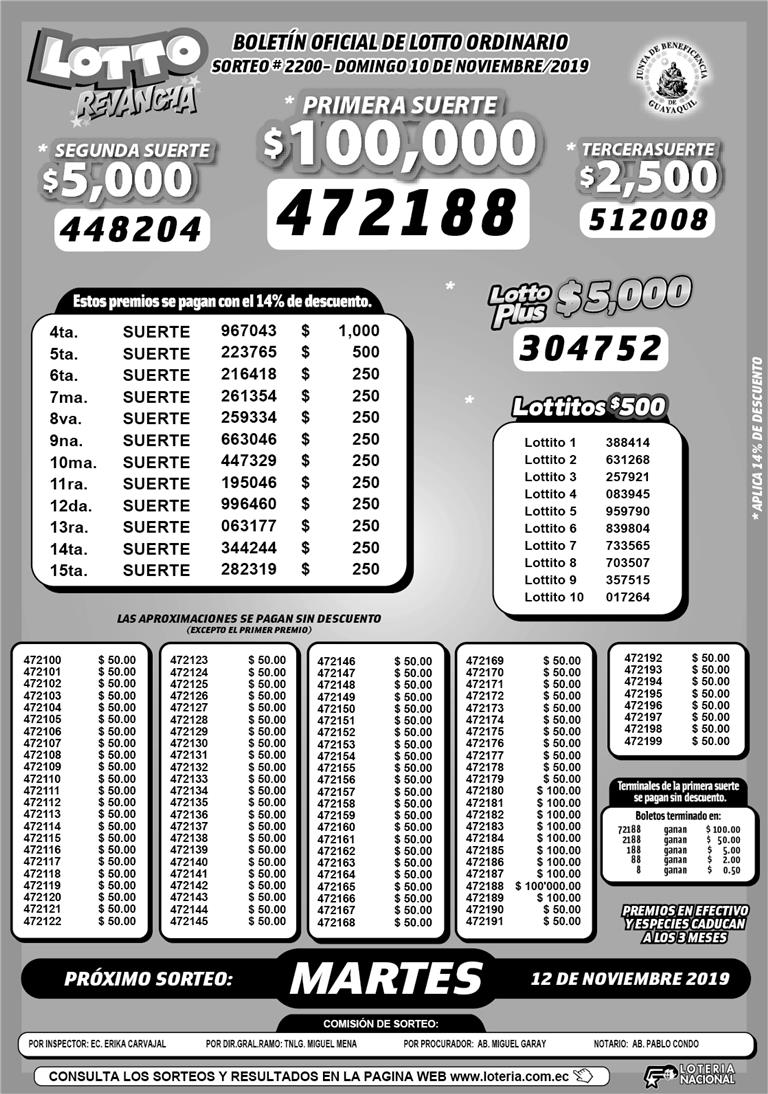 LOTTO
REVANCHA
BOLETÍN OFICIAL DE LOTTO ORDINARIO
SORTEO # 2200– DOMINGO 10 DE NOVIEMBRE/2019
JUNTA DE BENEFICENCIA
DE
GUAYAQUIL
* PRIMERA SUERTE
$100,000
472188
* SEGUNDA SUERTE
$5,000
448204
* TERCERASUERTE
$2,500
512008
Estos premios se pagan con el 14% de descuento.
4ta. SUERTE 967043 $ 1,000
5ta. SUERTE 223765 $ 500
6ta. SUERTE 216418 $ 250
7ma. SUERTE 261354 $ 250
8va. SUERTE 259334 $ 250
9na. SUERTE 663046 $ 250
10ma. SUERTE 447329 $ 250
11ra. SUERTE 195046 $ 250
12da. SUERTE 996460 $ 250
13ra. SUERTE 063177 $ 250
14ta. SUERTE 344244 $ 250
15ta. SUERTE 282319 $ 250
* Lotto Plus $5,000
304752
* Lottitos $500
Lottito 1 388414
Lottito 2 631268
Lottito 3 257921
Lottito 4 083945
Lottito 5 959790
Lottito 6 839804
Lottito 7 733565
Lottito 8 703507
Lottito 9 357515
Lottito 10 017264
* APLICA 14% DE DESCUENTO
LAS APROXIMACIONES SE PAGAN SIN DESCUENTO
(EXCEPTO EL PRIMER PREMIO)
472100 $ 50.00
472101 $ 50.00
472102 $ 50.00
472103 $ 50.00
472104 $ 50.00
472105 $ 50.00
472106 $ 50.00
472107 $ 50.00
472108 $ 50.00
472109 $ 50.00
472110 $ 50.00
472111 $ 50.00
472112 $ 50.00
472113 $ 50.00
472114 $ 50.00
472115 $ 50.00
472116 $ 50.00
472117 $ 50.00
472118 $ 50.00
472119 $ 50.00
472120 $ 50.00
472121 $ 50.00
472122 $ 50.00
472123 $ 50.00
472124 $ 50.00
472125 $ 50.00
472126 $ 50.00
472127 $ 50.00
472128 $ 50.00
472129 $ 50.00
472130 $ 50.00
472131 $ 50.00
472132 $ 50.00
472133 $ 50.00
472134 $ 50.00
472135 $ 50.00
472136 $ 50.00
472137 $ 50.00
472138 $ 50.00
472139 $ 50.00
472140 $ 50.00
472141 $ 50.00
472142 $ 50.00
472143 $ 50.00
472144 $ 50.00
472145 $ 50.00
472146 $ 50.00
472147 $ 50.00
472148 $ 50.00
472149 $ 50.00
472150 $ 50.00
472151 $ 50.00
472152 $ 50.00
472153 $ 50.00
472154 $ 50.00
472155 $ 50.00
472156 $ 50.00
472157 $ 50.00
472158 $ 50.00
472159 $ 50.00
472160 $ 50.00
472161 $ 50.00
472162 $ 50.00
472163 $ 50.00
472164 $ 50.00
472165 $ 50.00
472166 $ 50.00
472167 $ 50.00
472168 $ 50.00
472169 $ 50.00
472170 $ 50.00
472171 $ 50.00
472172 $ 50.00
472173 $ 50.00
472174 $ 50.00
472175 $ 50.00
472176 $ 50.00
472177 $ 50.00
472178 $ 50.00
472179 $ 50.00
472180 $ 100.00
472181 $ 100.00
472182 $ 100.00
472183 $ 100.00
472184 $ 100.00
472185 $ 100.00
472186 $ 100.00
472187 $ 100.00
472188 $ 100'000.00
472189 $ 100.00
472190 $ 50.00
472191 $ 50.00
472192 $ 50.00
472193 $ 50.00
472194 $ 50.00
472195 $ 50.00
472196 $ 50.00
472197 $ 50.00
472198 $ 50.00
472199 $ 50.00
Terminales de la primera suerte
se pagan sin descuento.
Boletos terminado en:
72188 ganan $ 100.00
2188 ganan $ 50.00
188 ganan $ 5.00
88 ganan $ 2.00
8 ganan $ 0.50
PREMIOS EN EFECTIVO
Y ESPECIES CADUCAN
A LOS 3 MESES
PRÓXIMO SORTEO: MARTES 12 DE NOVIEMBRE 2019
COMISIÓN DE SORTEO:
POR INSPECTOR: EC. ERIKA CARVAJAL POR DIR.GRAL.RAMO: TNLG. MIGUEL MENA POR PROCURADOR: AB. MIGUEL GARAY NOTARIO: AB. PABLO CONDO
CONSULTA LOS SORTEOS Y RESULTADOS EN LA PAGINA WEB www.loteria.com.ec
LOTERIA
NACIONAL